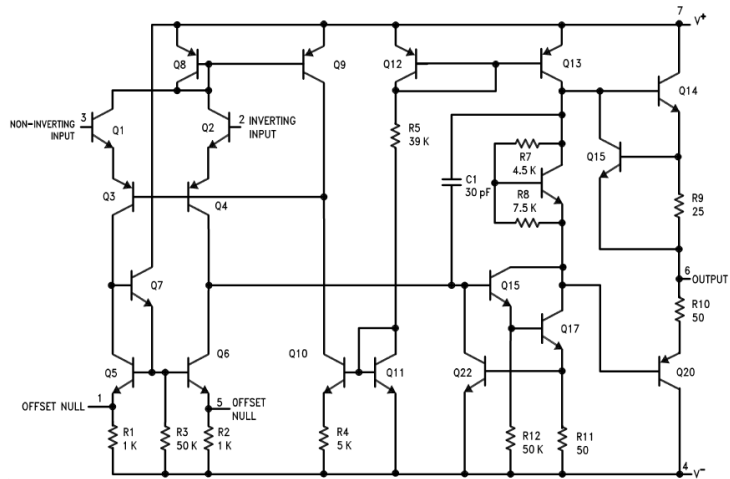 7
V+
Q8
Q9
Q12
Q13
Q14
3
NON-INVERTING
INPUT
Q1
Q2
2 INVERTING
INPUT
R5
39 K
C1
30 pF
R7
4.5 K
R8
7.5 K
Q15
R9
25
Q3
Q4
6
OUTPUT
Q7
Q15
R10
50
Q17
Q5
Q6
Q10
Q11
Q22
Q20
OFFSET NULL
1
5
OFFSET
NULL
R1
1 K
R3
50 K
R2
1 K
R4
5 K
R12
50 K
R11
50
4
V-